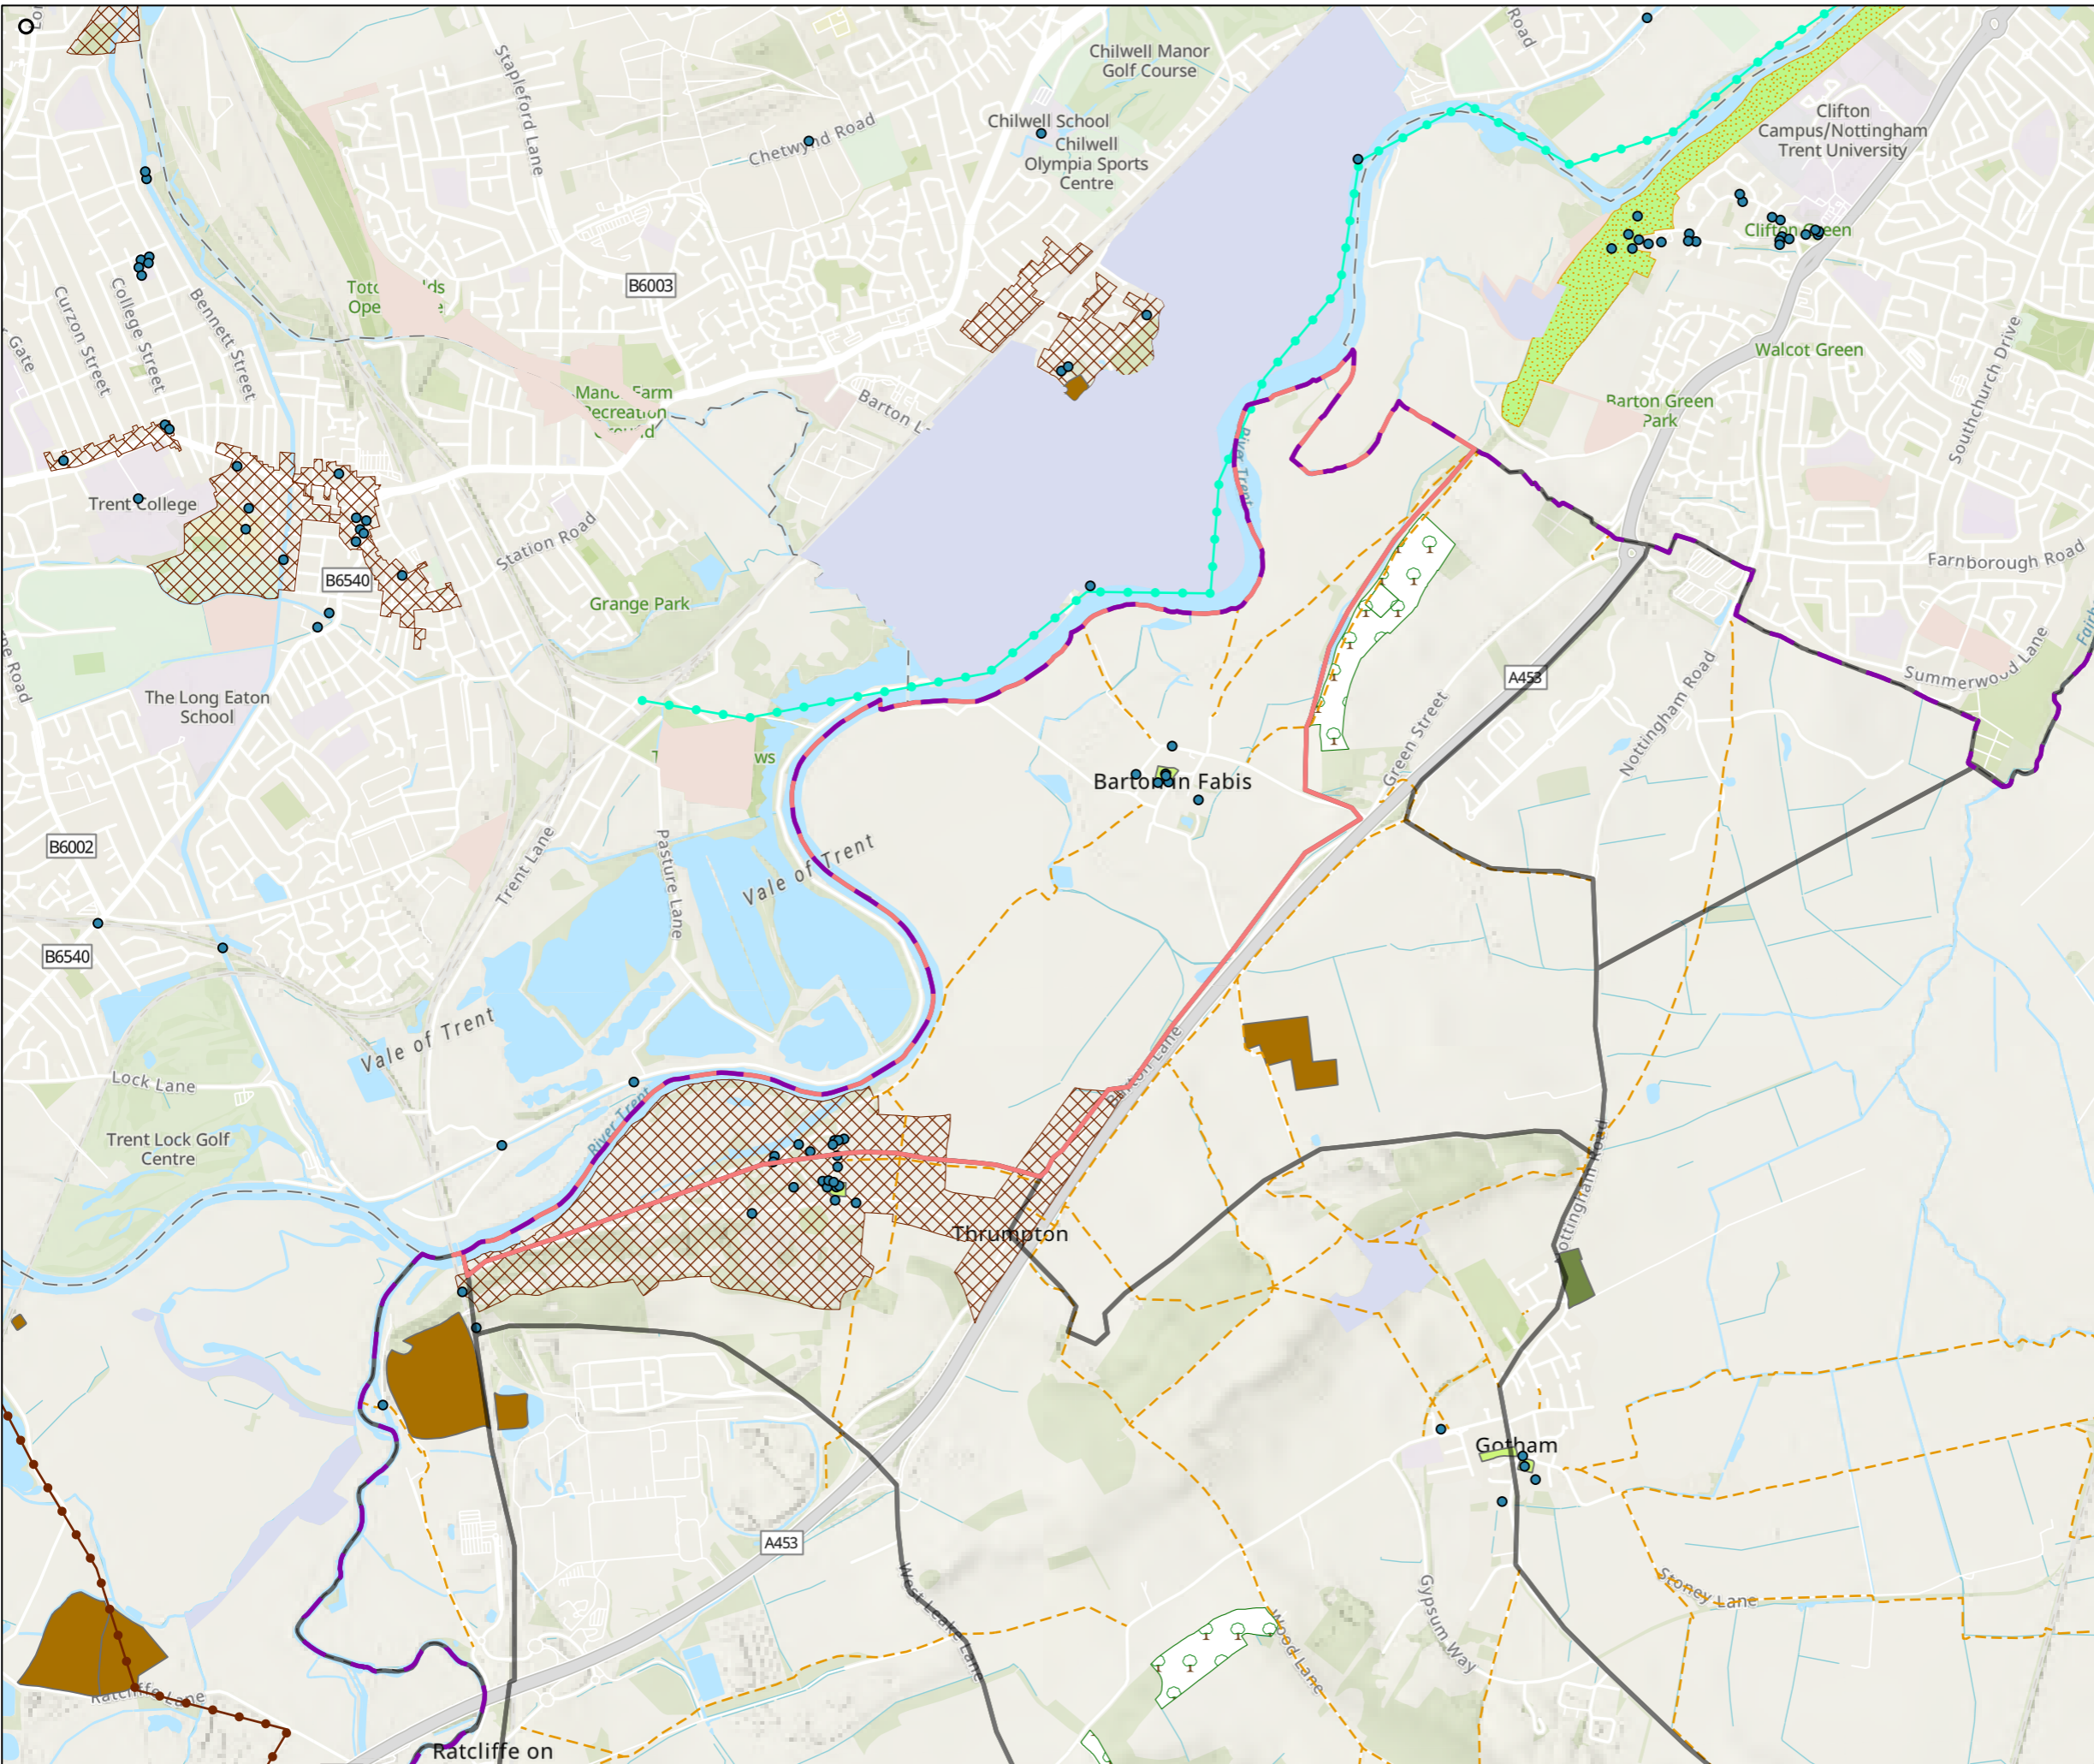 Stapleford Lane
Chilwell Manor
Golf Course
Road
Chetwynd Road
Chilwell School
Chilwell
Olympia Sports
Centre
Clifton
Campus/Nottingham
Trent University
Clifton Green
B6003
Gate
Curzon Street
College Street
Bennett Street
Walcot Green
Southchurch Drive
Barton Green
Park
Barton
Trent College
Station Road
B6540
Grange Park
River Trent
Farnborough Road
Summerwood Lane
A453
Nottingham Road
Green Street
The Long Eaton
School
ws
Barton in Fabis
B6002
Trent Lane
Pasture Lane
Vale of Trent
B6540
Vale of Trent
Lock Lane
Barton Lane
River Trent
Trent Lock Golf
Centre
Thrumpton
Nottingham Road
Gotham
A453
West Leake Lane
Wood Lane
Gypsum Way
Stoney Lane
Ratcliffe Lane
Ratcliffe on